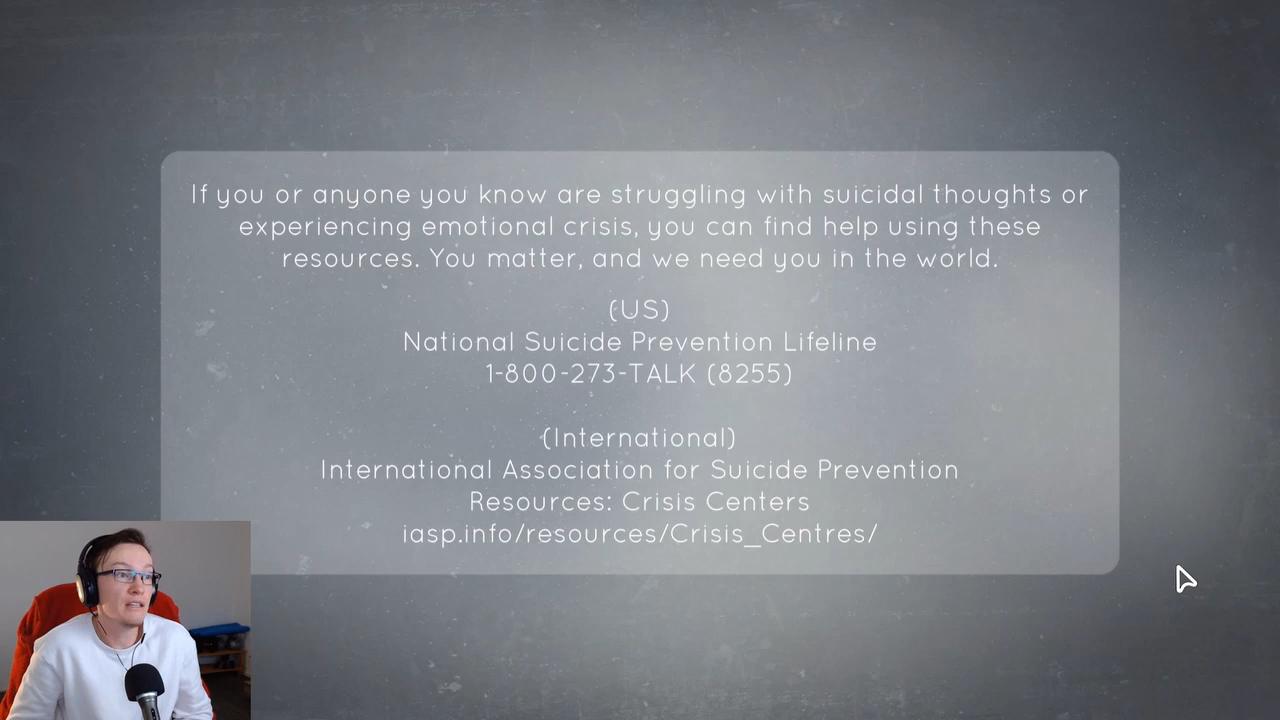 If you or anyone you know are struggling with suicidal thoughts or
experiencing emotional crisis, you can find help using these
resources. You matter, and we need you in the world.
(US)
National Suicide Prevention Lifeline
1-800-273-TALK (8255)
(International)
International Association for Suicide Prevention
Resources: Crisis Centers
iasp.info/resources/Crisis_Centres/